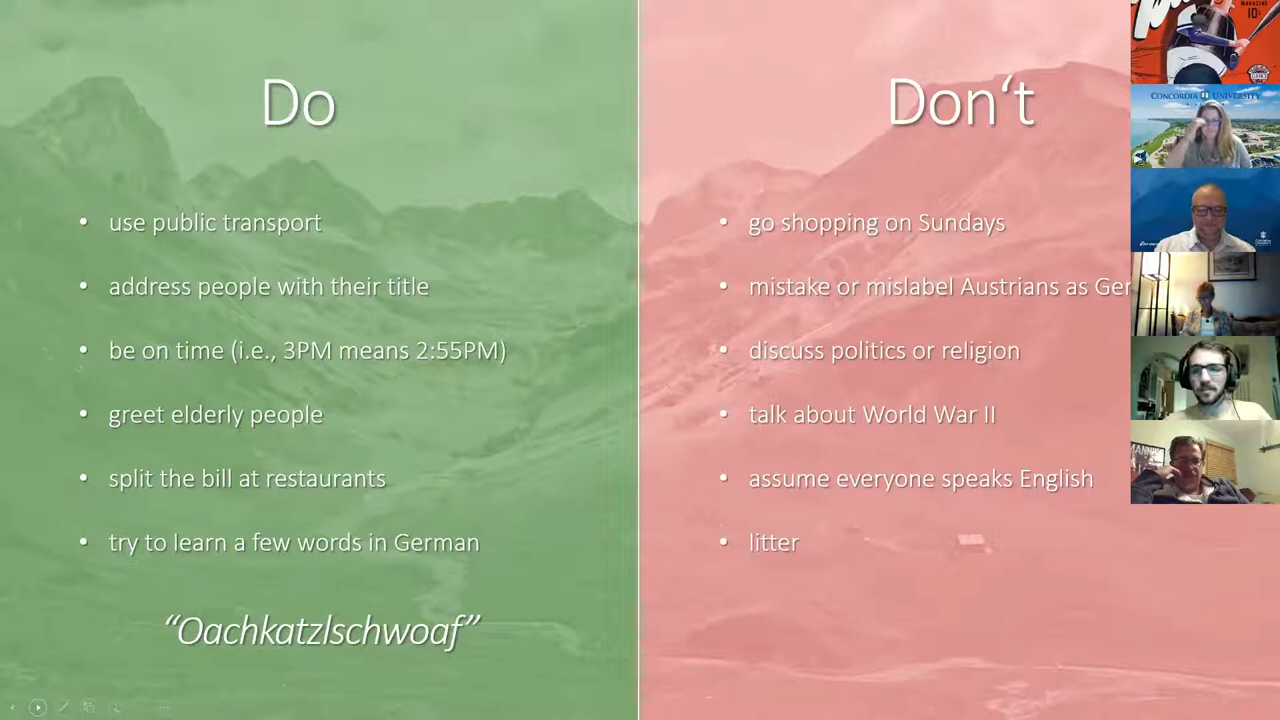 Do
use public transport
address people with their title
be on time (i.e., 3PM means 2:55PM)
greet elderly people
split the bill at restaurants
try to learn a few words in German
“Oachkatzlschwoaf”
Don‘t
go shopping on Sundays
mistake or mislabel Austrians as Ger
discuss politics or religion
talk about World War II
assume everyone speaks English
litter
MAGAZINE
10¢
CONCORDIA UNIVERSITY